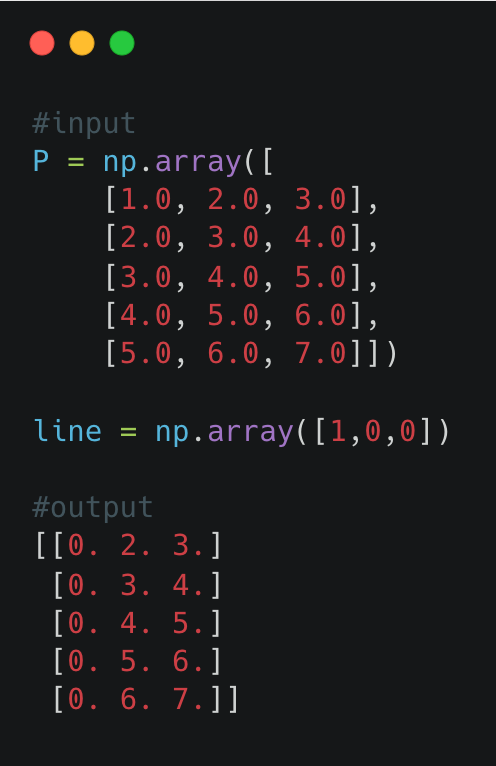 #input
P = np.array([
    [1.0, 2.0, 3.0],
    [2.0, 3.0, 4.0],
    [3.0, 4.0, 5.0],
    [4.0, 5.0, 6.0],
    [5.0, 6.0, 7.0]])
line = np.array([1,0,0])
#output
[[0. 2. 3.]
 [0. 3. 4.]
 [0. 4. 5.]
 [0. 5. 6.]
 [0. 6. 7.]]